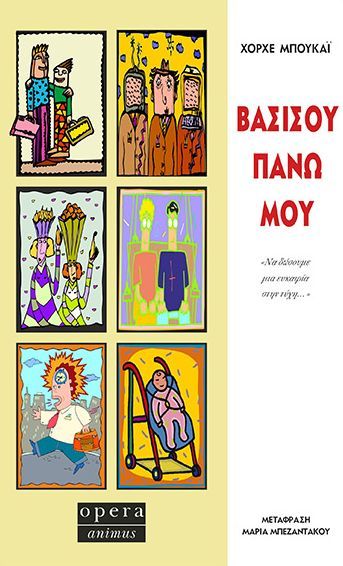 ΧΟΡΧΕ ΜΠΟΥΚΑΪ
ΒΑΣΙΣΟΥ
ΠΑΝΩ
ΜΟΥ
«Να δώσουμε
μια ευκαιρία
στην τύχη...»
opera
animus
ΜΕΤΑΦΡΑΣΗ
ΜΑΡΙΑ ΜΠΕΖΑΝΤΑΚΟΥ